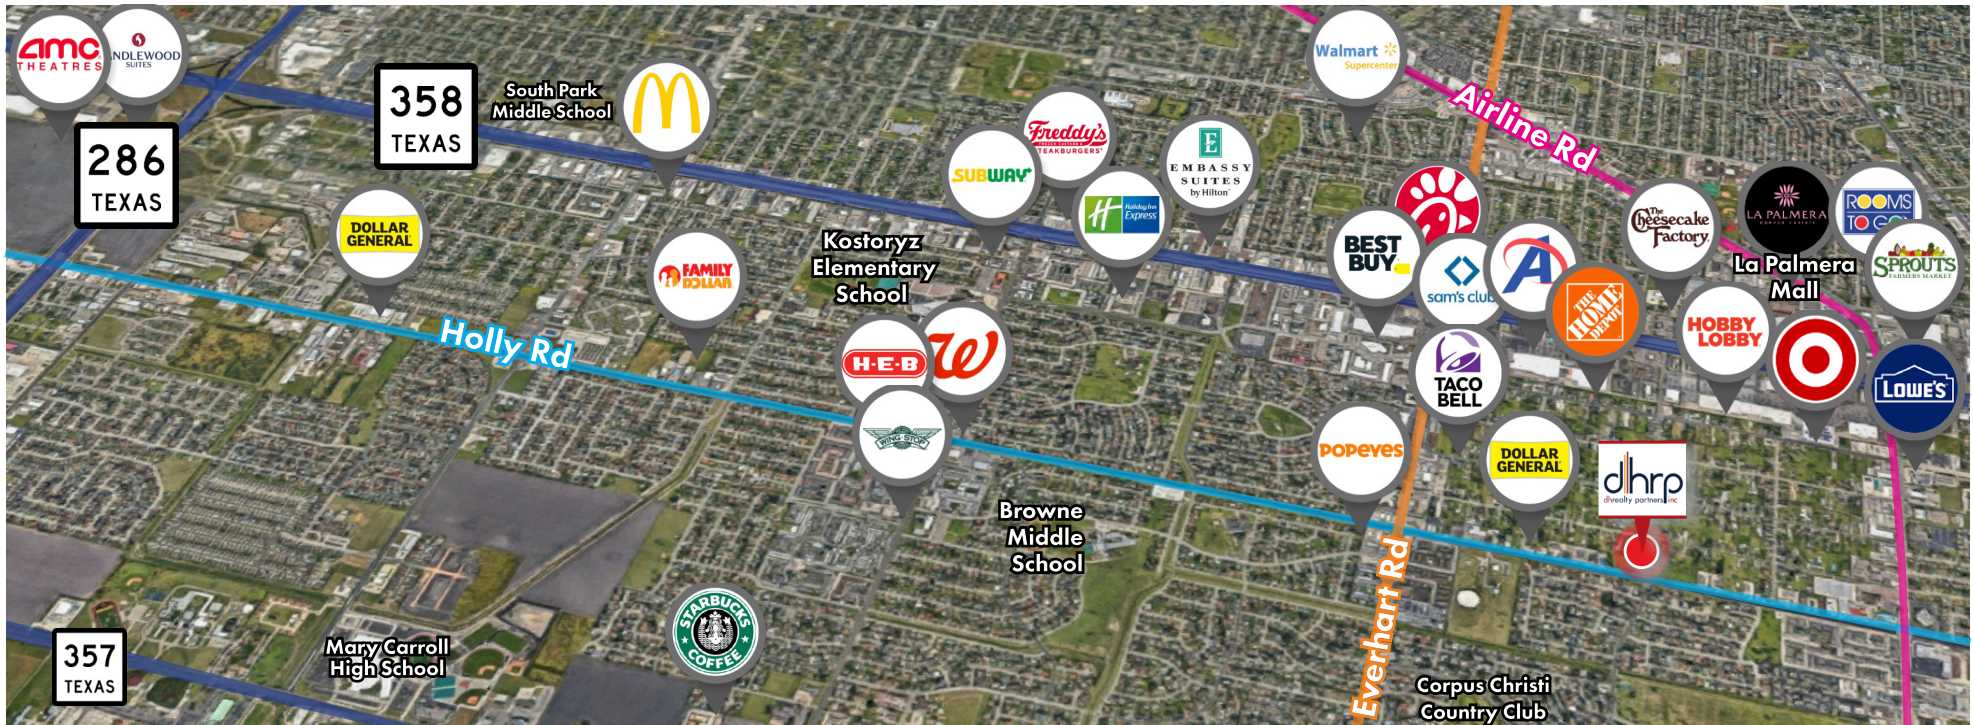 amc
THEATRES
NDLEWOOD
SUITES
286
TEXAS
358
TEXAS
South Park
Middle School
DOLLAR
GENERAL
Holly Rd
FAMILY
DOLLAR
Kostoryz
Elementary
School
SUBWAY
Freddy's
FROZEN CUSTARD &
STEAKBURGERS
Holiday Inn
Express
E
EMBASSY
SUITES
by Hilton
Walmart
Supercenter
Airline Rd
BEST
BUY
sam's club
A
THE
HOME
DEPOT
The
Cheesecake
Factory
LA PALMERA
ROOMS
TO GO
La Palmera
Mall
SPROUTS
FARMERS MARKET
HOBBY
LOBBY
LOWE'S
H-E-B
W
WING STOP
TACO
BELL
POPEYES
DOLLAR
GENERAL
dhrp
dhrealty partners inc
Browne
Middle
School
Everhart Rd
STARBUCKS
COFFEE
Mary Carroll
High School
357
TEXAS
Corpus Christi
Country Club